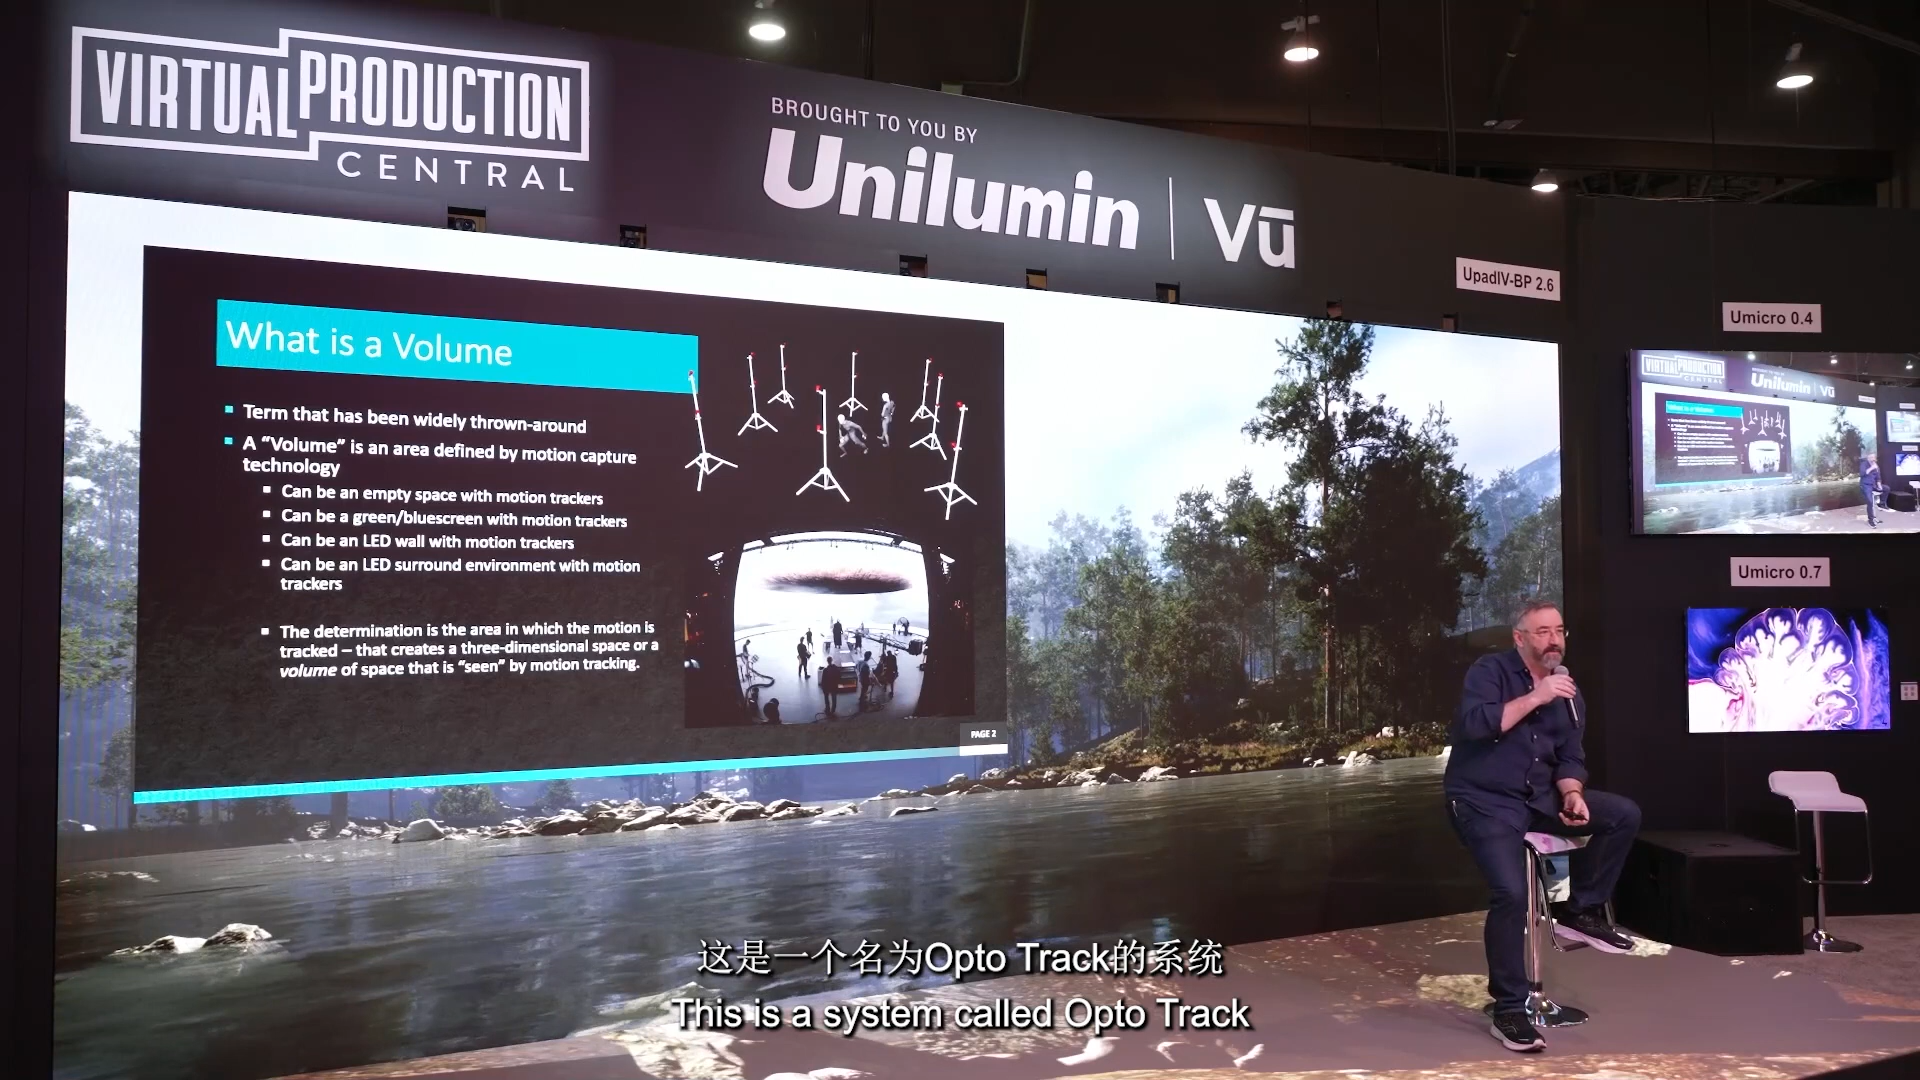 VIRTUAL PRODUCTION
CENTRAL
BROUGHT TO YOU BY
Unilumin | Vū
UpadIV-BP 2.6
Umicro 0.4
VIRTUAL PRODUCTION
CENTRAL
Unilumin | Vū
Umicro 0.7
What is a Volume
Term that has been widely thrown-around
A “Volume” is an area defined by motion capture
technology
Can be an empty space with motion trackers
Can be a green/bluescreen with motion trackers
Can be an LED wall with motion trackers
Can be an LED surround environment with motion
trackers
The determination is the area in which the motion is
tracked – that creates a three-dimensional space or a
volume of space that is “seen” by motion tracking.
PAGE 2
这是一个名为Opto Track的系统
This is a system called Opto Track